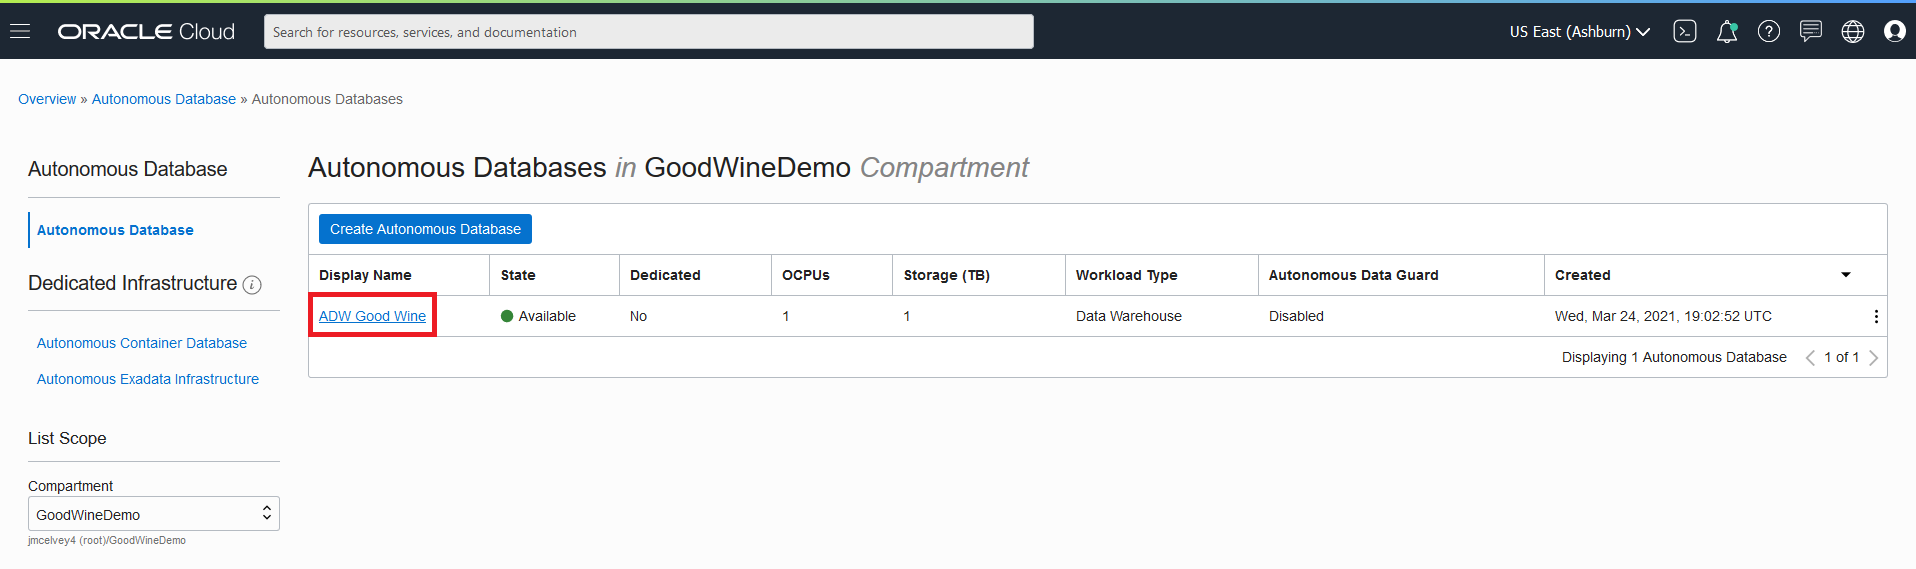 ORACLE Cloud
Search for resources, services, and documentation
US East (Ashburn)
Overview » Autonomous Database » Autonomous Databases
Autonomous Database
Autonomous Database
Dedicated Infrastructure
Autonomous Container Database
Autonomous Exadata Infrastructure
List Scope
Compartment
GoodWineDemo
jmcelvey4 (root)/GoodWineDemo
Autonomous Databases in GoodWineDemo Compartment
Create Autonomous Database
Display Name State Dedicated OCPUs Storage (TB) Workload Type Autonomous Data Guard Created
ADW Good Wine Available No 1 1 Data Warehouse Disabled Wed, Mar 24, 2021, 19:02:52 UTC
Displaying 1 Autonomous Database 1 of 1